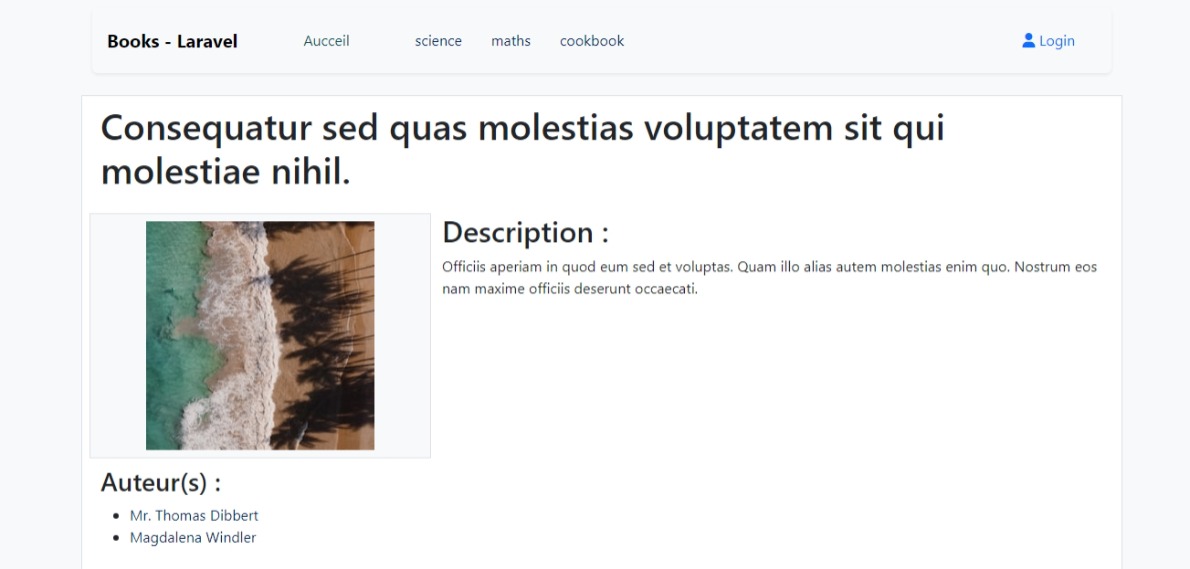 Books - Laravel Aucceil science maths cookbook Login
Consequatur sed quas molestias voluptatem sit qui
molestiae nihil.
Description :
Officiis aperiam in quod eum sed et voluptas. Quam illo alias autem molestias enim quo. Nostrum eos
nam maxime officiis deserunt occaecati.
Auteur(s) :
Mr. Thomas Dibbert
Magdalena Windler